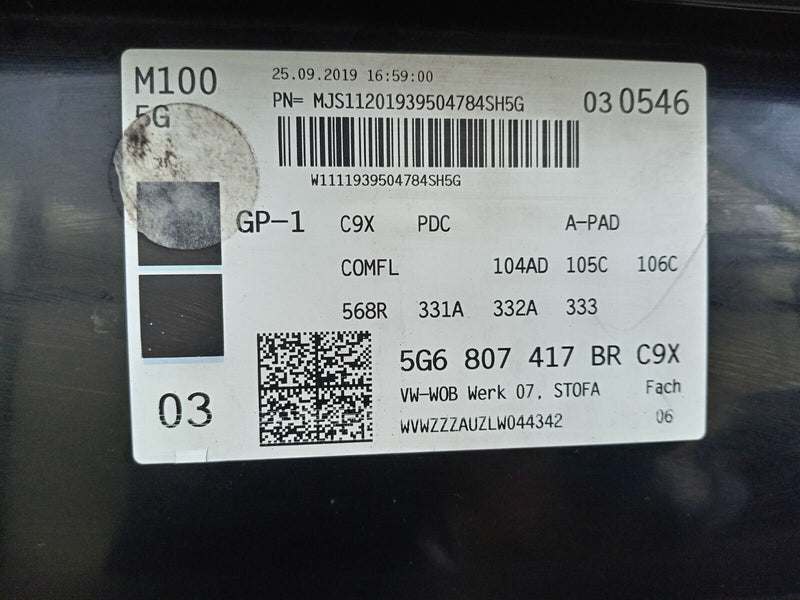 M100
25.09.2019 16:59:00
5G
PN= MJS11201939504784SH5G
03 0546
W1111939504784SH5G
GP-1 C9X PDC A-PAD
COMFL 104AD 105C 106C
568R 331A 332A 333
5G6 807 417 BR C9X
03
VW-WOB Werk 07. STOFA Fach
WVWZZZAUZLW044342 06